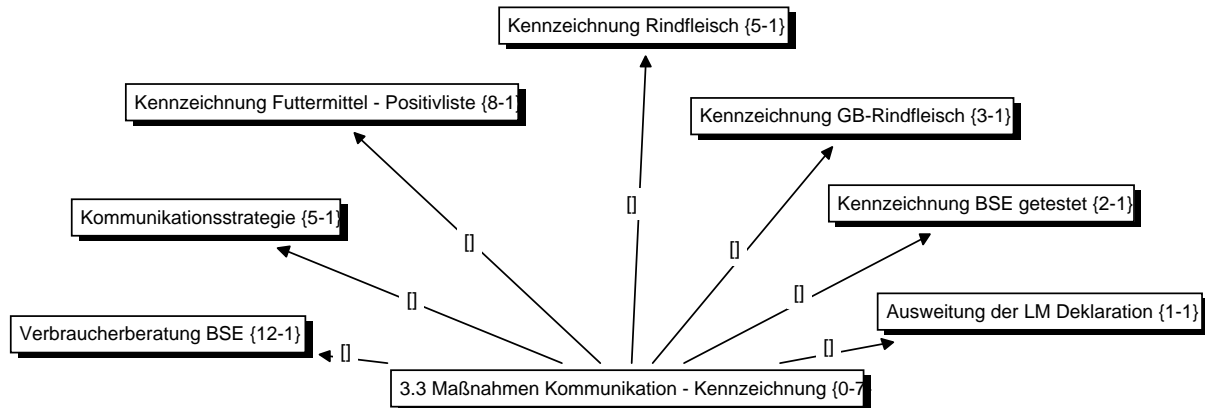 Kennzeichnung Rindfleisch {5-1}
Kennzeichnung Futtermittel - Positivliste {8-1}
Kennzeichnung GB-Rindfleisch {3-1}
Kommunikationsstrategie {5-1}
Kennzeichnung BSE getestet {2-1}
[]
[]
[]
[]
[]
Ausweitung der LM Deklaration {1-1}
Verbraucherberatung BSE {12-1}
[]
[]
3.3 Maßnahmen Kommunikation - Kennzeichnung {0-7